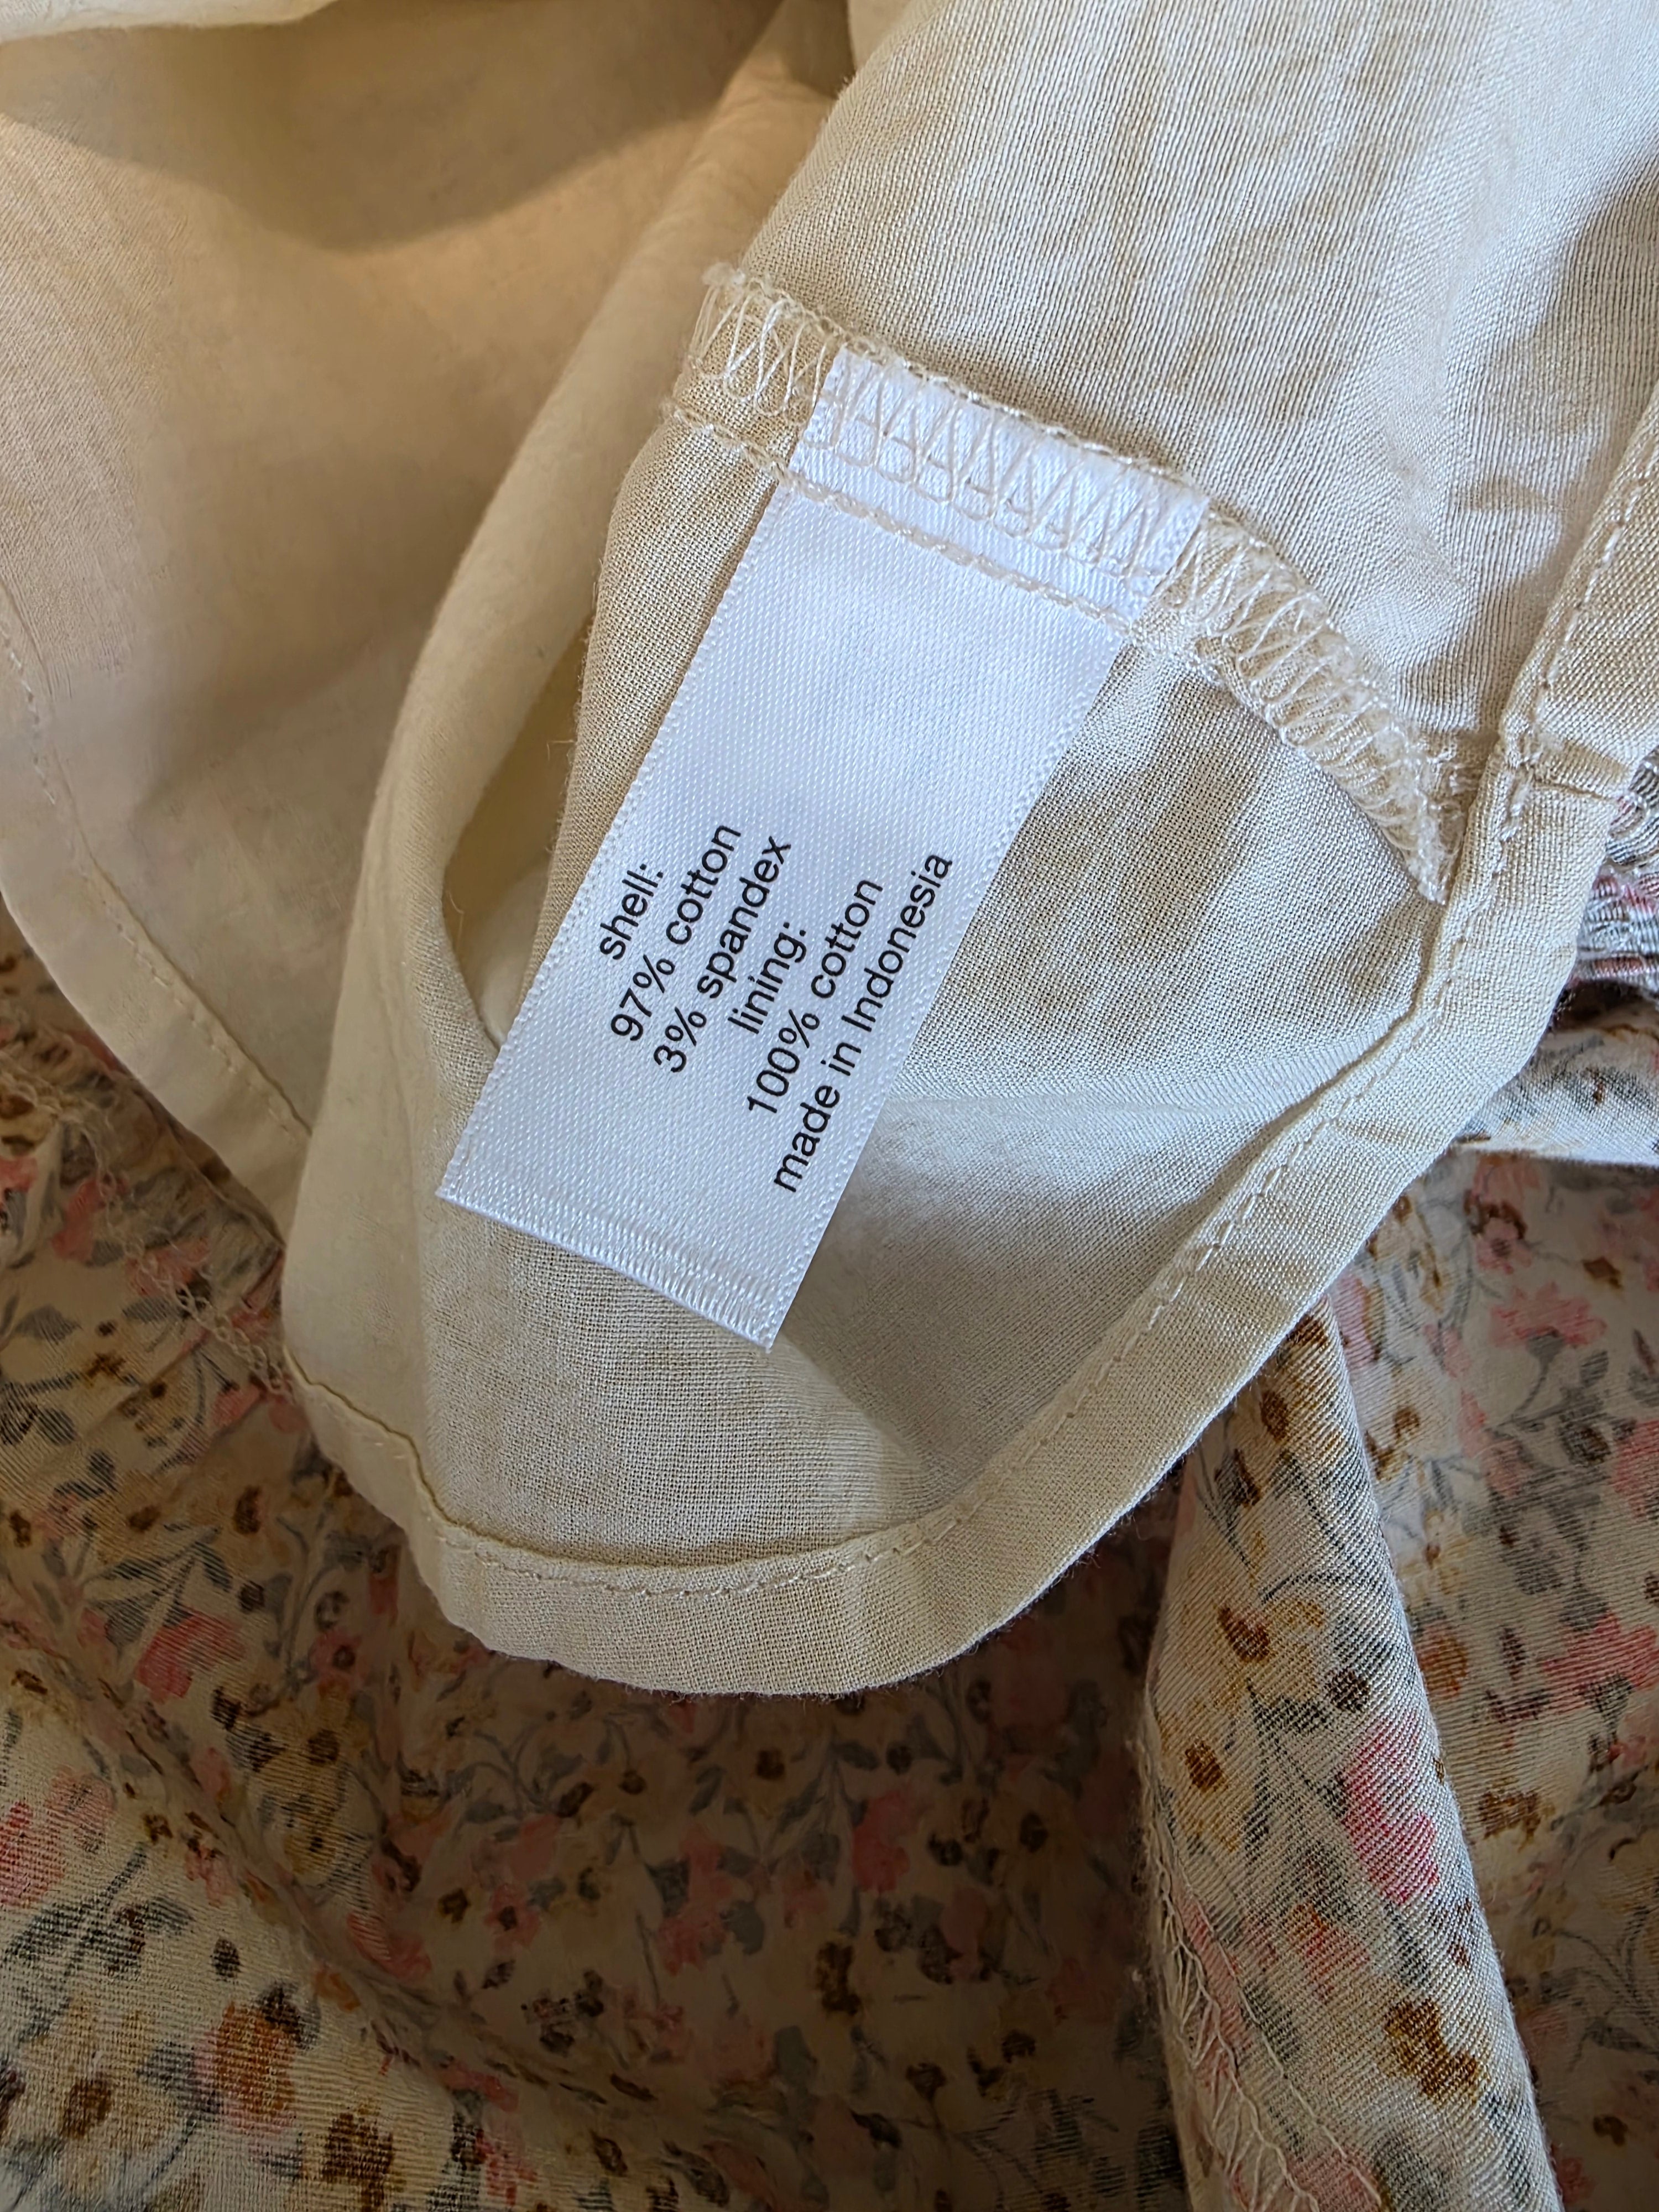 shell:
97% cotton
3% spandex
lining:
100% cotton
made in Indonesia